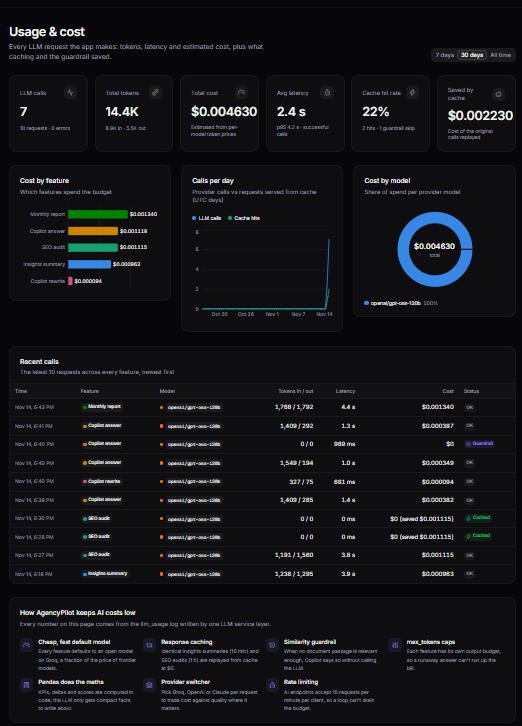 Usage & cost
Every LLM request the app makes: tokens, latency and estimated cost, plus what
caching and the guardrail saved.
7 days 30 days All time
LLM calls
7
10 requests · 0 errors
Total tokens
14.4K
8.9K in · 5.5K out
Total cost
$0.004630
Estimated from per-
model token prices
Avg latency
2.4 s
p95 4.2 s · successful
calls
Cache hit rate
22%
2 hits · 1 guardrail skip
Saved by
cache
$0.002230
Cost of the original
calls replayed
Cost by feature
Which features spend the budget
Monthly report $0.001340
Copilot answer $0.001118
SEO audit $0.001115
Insights summary $0.000963
Copilot rewrite $0.000094
Calls per day
Provider calls vs requests served from cache
(UTC days)
LLM calls Cache hits
8
6
4
2
0
Oct 20 Oct 26 Nov 1 Nov 7 Nov 14
Cost by model
Share of spend per provider model
$0.004630
total
openai/gpt-oss-120b 100%
Recent calls
The latest 10 requests across every feature, newest first
Time Feature Model Tokens in / out Latency Cost Status
Nov 14, 6:43 PM Monthly report openai/gpt-oss-120b 1,768 / 1,792 4.4 s $0.001340 OK
Nov 14, 6:41 PM Copilot answer openai/gpt-oss-120b 1,409 / 292 1.3 s $0.000387 OK
Nov 14, 6:40 PM Copilot answer openai/gpt-oss-120b 0 / 0 989 ms $0 Guardrail
Nov 14, 6:40 PM Copilot answer openai/gpt-oss-120b 1,549 / 194 1.0 s $0.000349 OK
Nov 14, 6:40 PM Copilot rewrite openai/gpt-oss-120b 327 / 75 681 ms $0.000094 OK
Nov 14, 6:39 PM Copilot answer openai/gpt-oss-120b 1,409 / 285 1.4 s $0.000382 OK
Nov 14, 6:30 PM SEO audit openai/gpt-oss-120b 0 / 0 0 ms $0 (saved $0.001115) Cached
Nov 14, 6:28 PM SEO audit openai/gpt-oss-120b 0 / 0 0 ms $0 (saved $0.001115) Cached
Nov 14, 6:27 PM SEO audit openai/gpt-oss-120b 1,191 / 1,560 3.8 s $0.001115 OK
Nov 14, 6:18 PM Insights summary openai/gpt-oss-120b 1,238 / 1,295 3.9 s $0.000963 OK
How AgencyPilot keeps AI costs low
Every number on this page comes from the llm_usage log written by one LLM service layer.
Cheap, fast default model
Every feature defaults to an open
model on Groq, a fraction of the price of frontier
models.
Response caching
Identical insights summaries (10 min) and
SEO audits (1 h) are replayed from cache
at $0.
Similarity guardrail
When no document passage is relevant
enough, Copilot says so without calling
the LLM.
max_tokens caps
Each feature has its own output budget,
so a runaway answer can't run up the
bill.
Pandas does the maths
KPIs, deltas and scores are computed in
code; the LLM only gets compact facts
to write about.
Provider switcher
Pick Groq, OpenAI or Claude per request
to trade cost against quality where it
matters.
Rate limiting
AI endpoints accept 10 requests per
minute per client, so a loop can't drain
the budget.